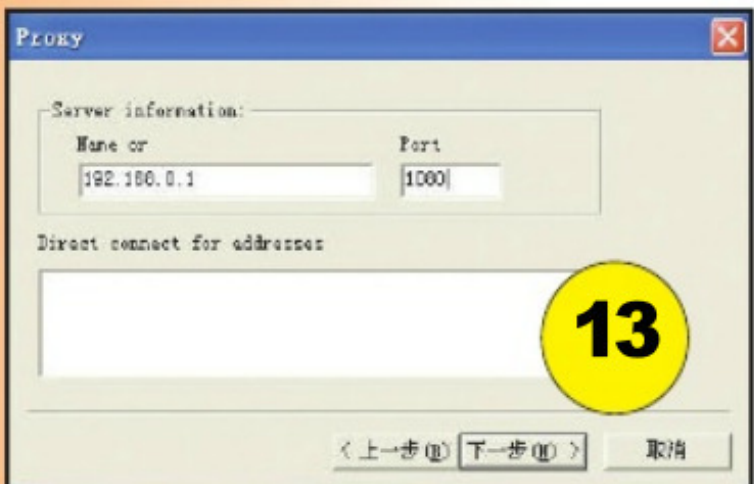 Proxy
Server information:
Name or
Port
192.168.0.1
1080
Direct connect for addresses
13
< 上一步(B)
下一步(N) >
取消